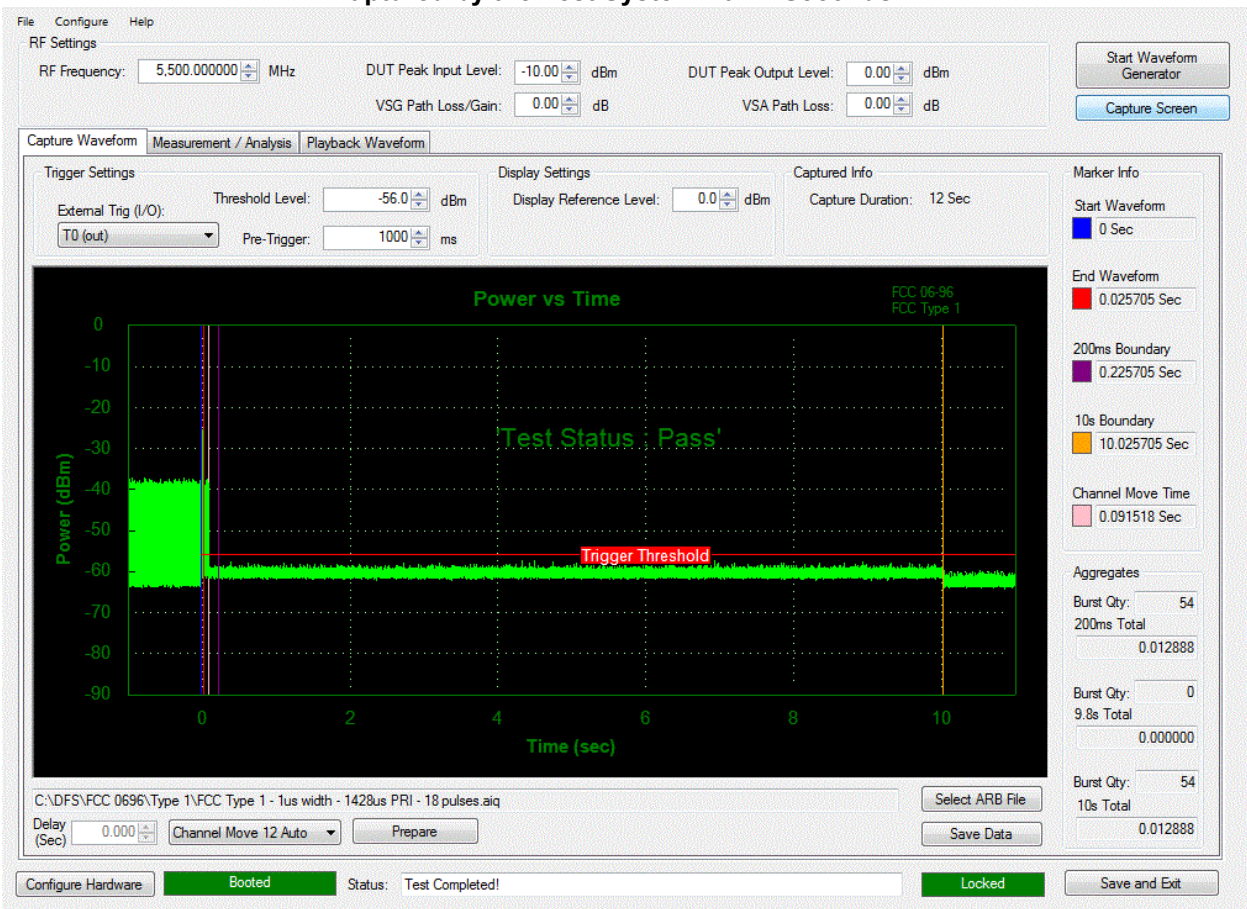 File Configure Help
RF Settings
RF Frequency: 5,500.000000 MHz DUT Peak Input Level: -10.00 dBm DUT Peak Output Level: 0.00 dBm
VSG Path Loss/Gain: 0.00 dB VSA Path Loss: 0.00 dB
Start Waveform
Generator
Capture Screen
Capture Waveform Measurement / Analysis Playback Waveform
Trigger Settings
Threshold Level: -56.0 dBm
External Trig (I/O):
T0 (out)
Pre-Trigger: 1000 ms
Display Settings
Display Reference Level: 0.0 dBm
Captured Info
Capture Duration: 12 Sec
Power vs Time
FCC 06-96
FCC Type 1
'Test Status : Pass'
Trigger Threshold
Power (dBm)
0
-10
-20
-30
-40
-50
-60
-70
-80
-90
0 2 4 6 8 10
Time (sec)
Marker Info
Start Waveform
0 Sec
End Waveform
0.025705 Sec
200ms Boundary
0.225705 Sec
10s Boundary
10.025705 Sec
Channel Move Time
0.091518 Sec
Aggregates
Burst Qty: 54
200ms Total
0.012888
Burst Qty: 0
9.8s Total
0.000000
Burst Qty: 54
10s Total
0.012888
C:\DFS\FCC 0696\Type 1\FCC Type 1 - 1us width - 1428us PRI - 18 pulses.aiq
Select ARB File
Delay
(Sec) 0.000 Channel Move 12 Auto Prepare
Save Data
Configure Hardware Booted Status: Test Completed! Locked Save and Exit